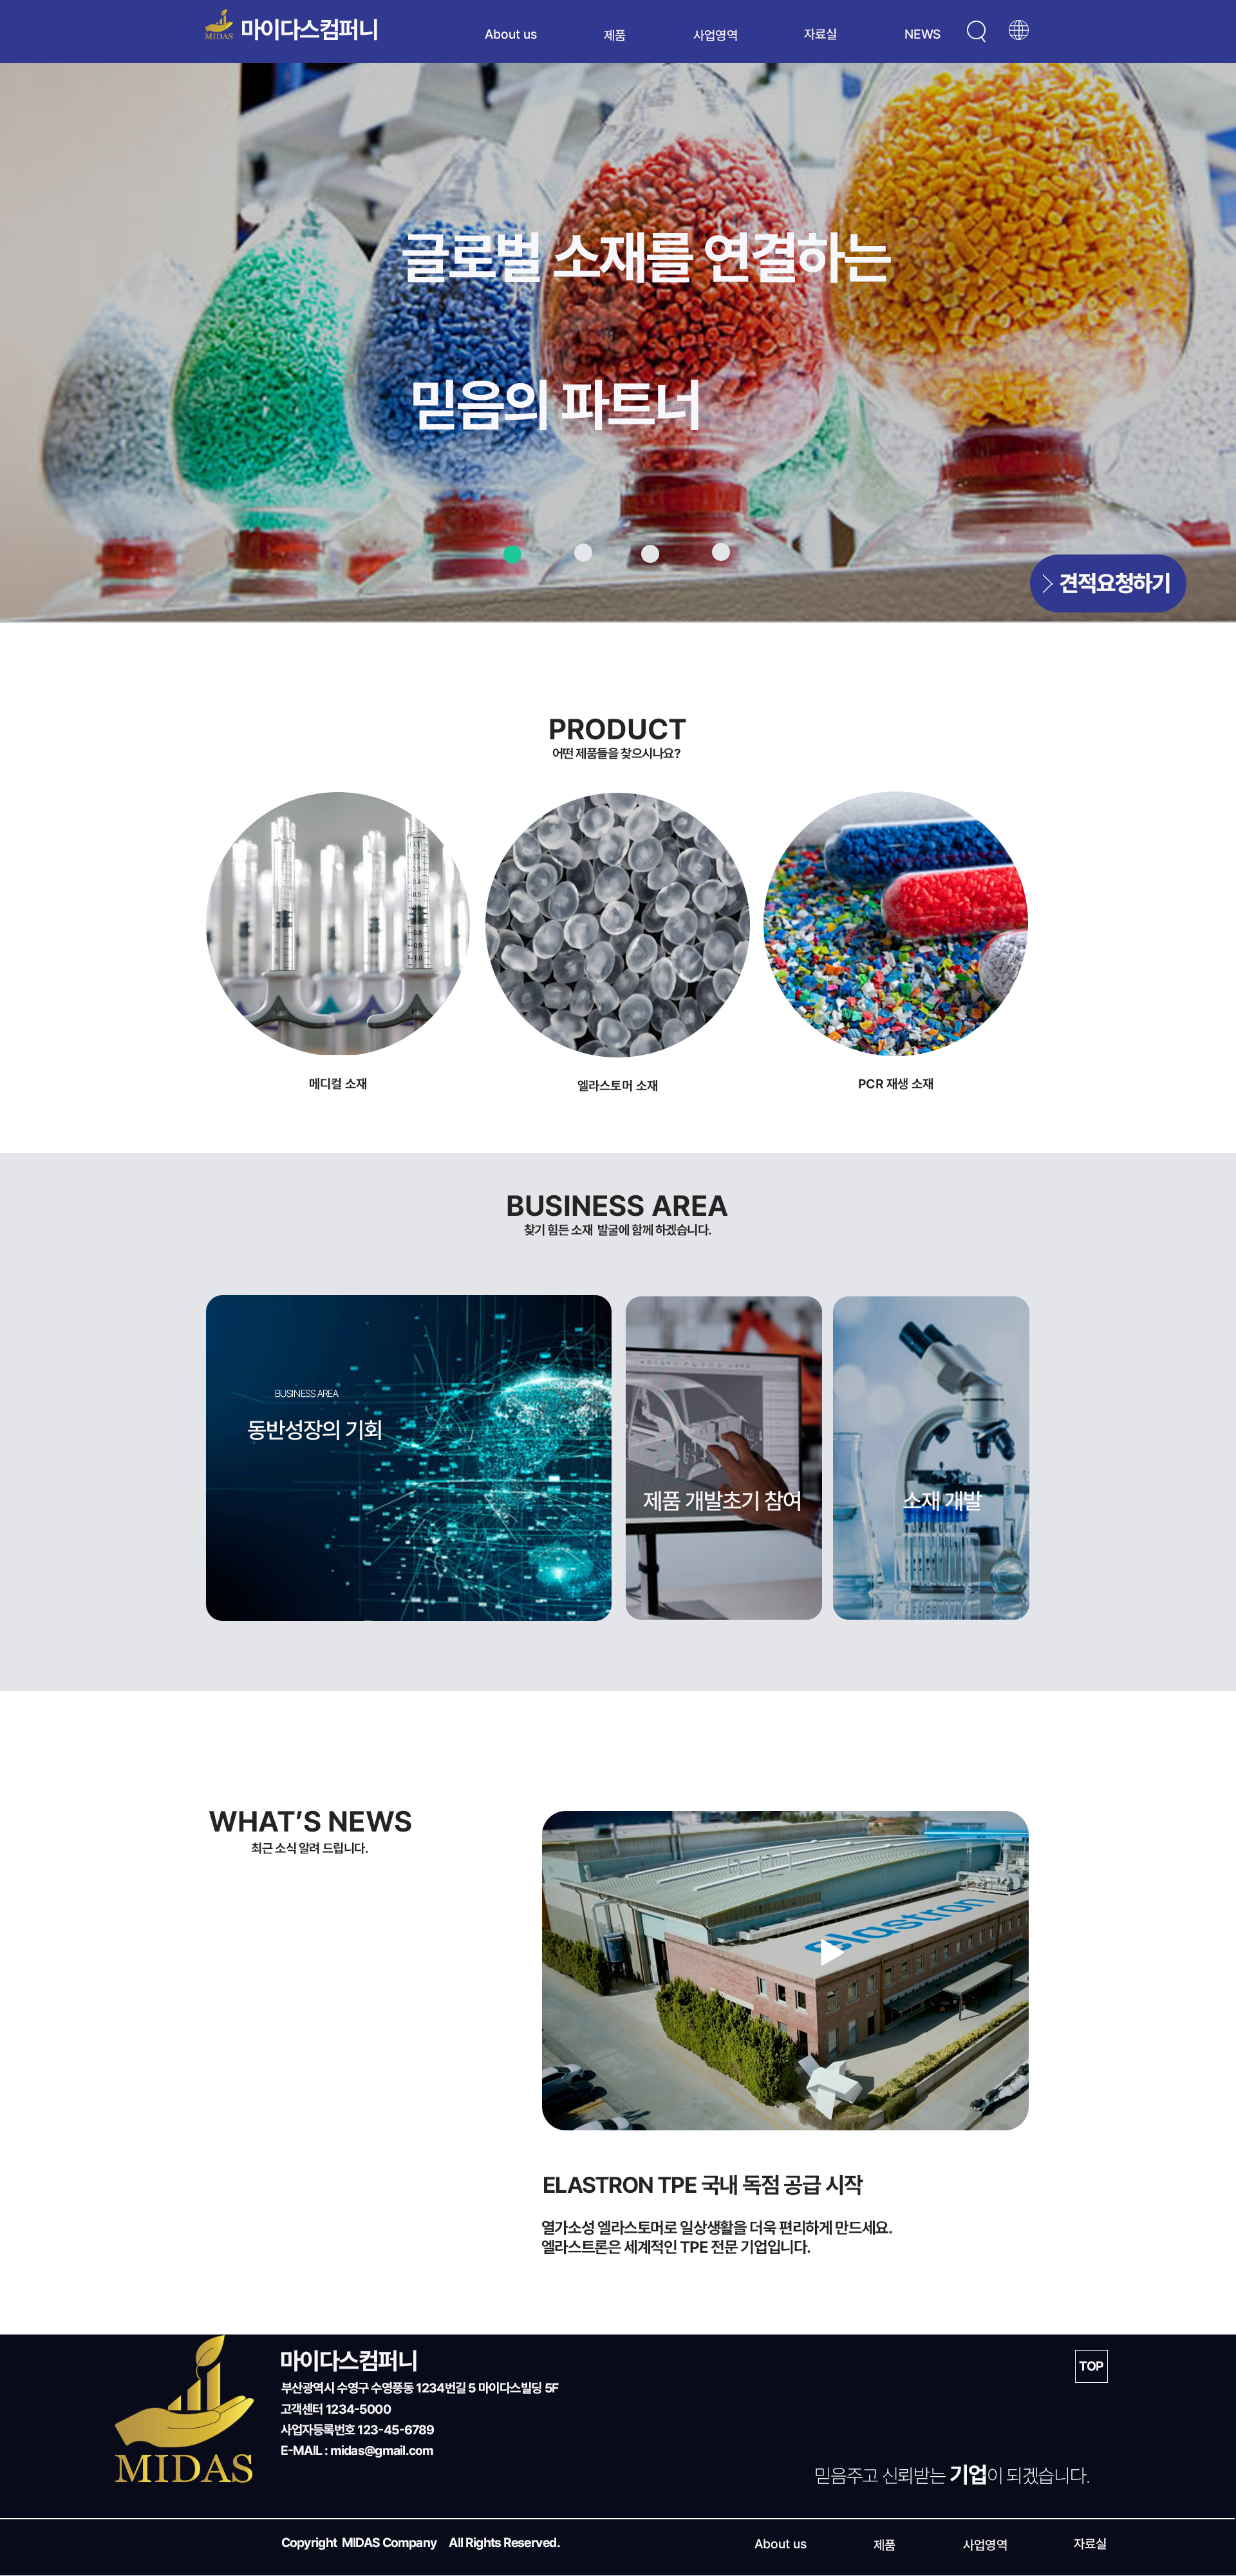 MIDAS 마이다스컴퍼니 About us 제품 사업영역 자료실 NEWS
글로벌 소재를 연결하는
믿음의 파트너
견적요청하기
PRODUCT
어떤 제품들을 찾으시나요?
메디컬 소재 엘라스토머 소재 PCR 재생 소재
BUSINESS AREA
찾기 힘든 소재 발굴에 함께 하겠습니다.
BUSINESS AREA
동반성장의 기회
제품 개발초기 참여
소재 개발
WHAT'S NEWS
최근 소식 알려 드립니다.
elastron
ELASTRON TPE 국내 독점 공급 시작
열가소성 엘라스토머로 일상생활을 더욱 편리하게 만드세요.
엘라스트론은 세계적인 TPE 전문 기업입니다.
MIDAS
마이다스컴퍼니
부산광역시 수영구 수영풍동 1234번길 5 마이다스빌딩 5F
고객센터 1234-5000
사업자등록번호 123-45-6789
E-MAIL : midas@gmail.com
TOP
믿음주고 신뢰받는 기업이 되겠습니다.
Copyright MIDAS Company All Rights Reserved. About us 제품 사업영역 자료실